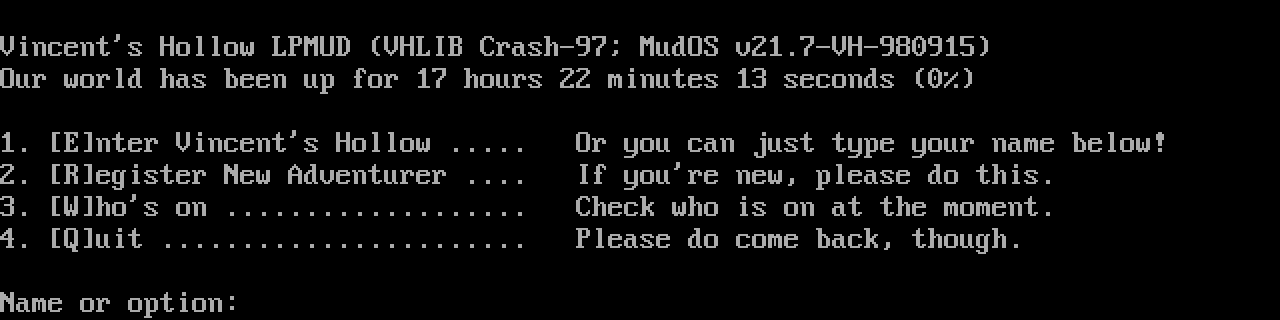 Vincent's Hollow LPMUD (VHLIB Crash-97; MudOS v21.7-VH-980915)
Our world has been up for 17 hours 22 minutes 13 seconds (0%)
1. [E]nter Vincent's Hollow ..... Or you can just type your name below!
2. [R]egister New Adventurer .... If you're new, please do this.
3. [W]ho's on ................... Check who is on at the moment.
4. [Q]uit ....................... Please do come back, though.
Name or option: